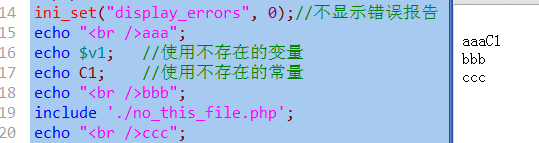 14 ini_set("display_errors", 0);//不显示错误报告
15 echo "<br />aaa";
16 echo $v1;   //使用不存在的变量
17 echo C1;    //使用不存在的常量
18 echo "<br />bbb";
19 include './no_this_file.php';
20 echo "<br />ccc";
aaaC1
bbb
ccc